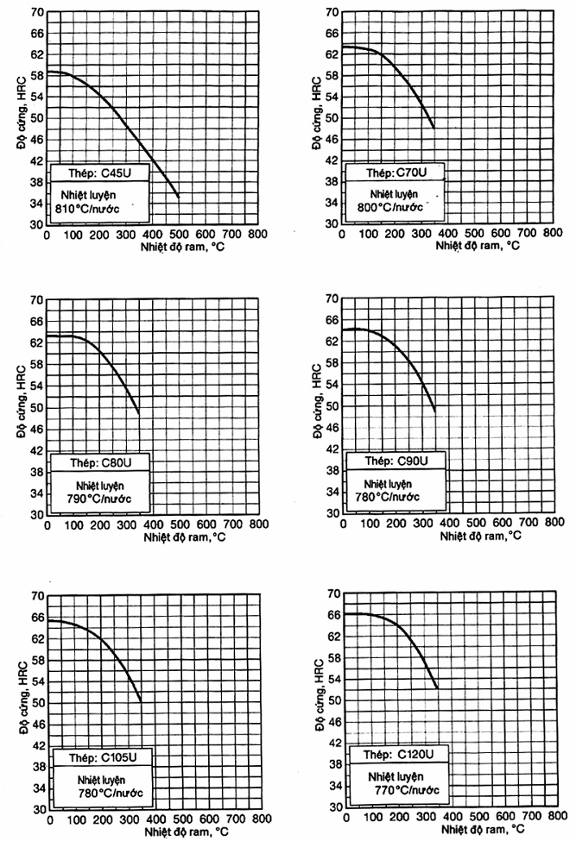 70
66
62
58
54
50
46
42
38
34
30
Độ cứng, HRC
Thép: C45U
Nhiệt luyện
810°C/nước
0 100 200 300 400 500 600 700 800
Nhiệt độ ram, °C
70
66
62
58
54
50
46
42
38
34
30
Độ cứng, HRC
Thép: C70U
Nhiệt luyện
800°C/nước
0 100 200 300 400 500 600 700 800
Nhiệt độ ram, °C
70
66
62
58
54
50
46
42
38
34
30
Độ cứng, HRC
Thép: C80U
Nhiệt luyện
790°C/nước
0 100 200 300 400 500 600 700 800
Nhiệt độ ram, °C
70
66
62
58
54
50
46
42
38
34
30
Độ cứng, HRC
Thép: C90U
Nhiệt luyện
780°C/nước
0 100 200 300 400 500 600 700 800
Nhiệt độ ram, °C
70
66
62
58
54
50
46
42
38
34
30
Độ cứng, HRC
Thép: C105U
Nhiệt luyện
780°C/nước
0 100 200 300 400 500 600 700 800
Nhiệt độ ram, °C
70
66
62
58
54
50
46
42
38
34
30
Độ cứng, HRC
Thép: C120U
Nhiệt luyện
770°C/nước
0 100 200 300 400 500 600 700 800
Nhiệt độ ram, °C